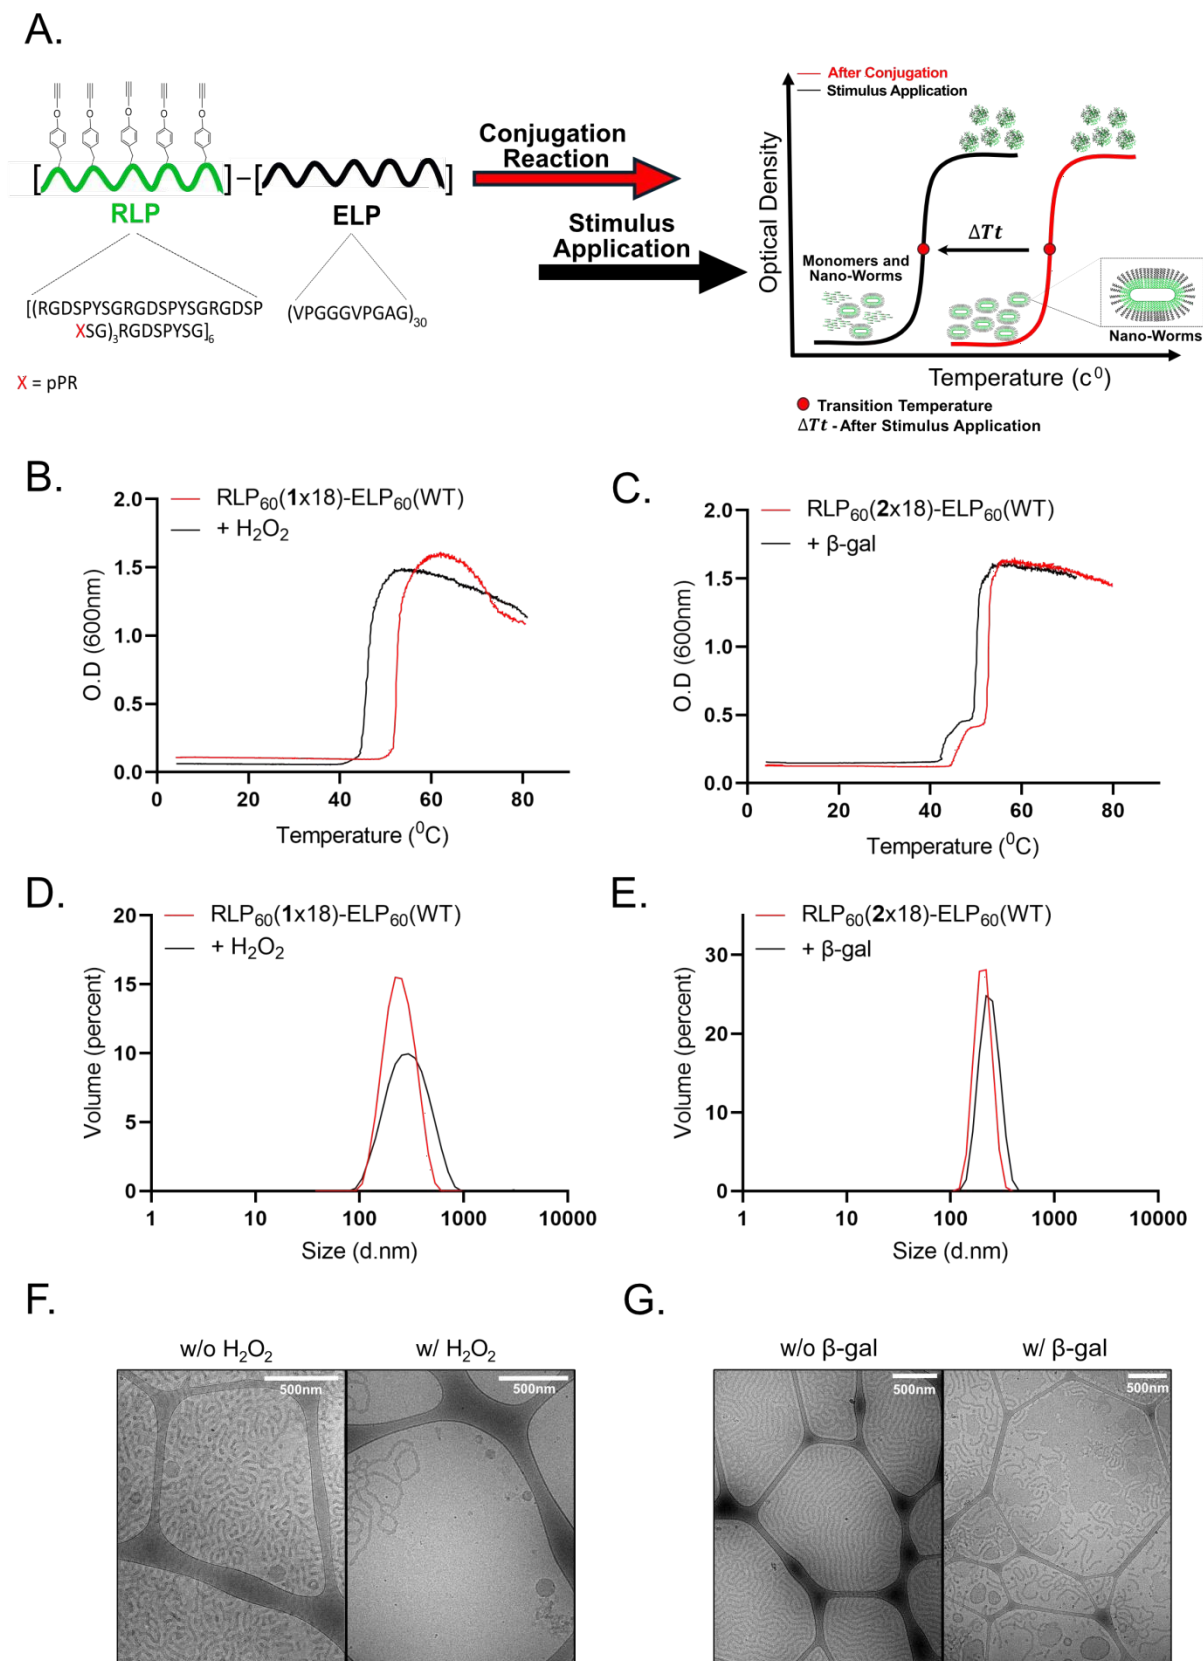 A.
After Conjugation
Stimulus Application
Conjugation
Reaction
Stimulus
Application
[
]
–
[
]
RLP
ELP
[(RGDSPYSGRGDSPYSGRGDSP
XSG)₃RGDSPYSG]₆
(VPGGGVPGAG)₃₀
X = pPR
Optical Density
ΔTt
Monomers and
Nano-Worms
Nano-Worms
Temperature (c⁰)
Transition Temperature
ΔTt -After Stimulus Application
B.
RLP₆₀(1x18)-ELP₆₀(WT)
+ H₂O₂
2.0
1.5
1.0
0.5
0.0
O.D (600nm)
0 20 40 60 80
Temperature (⁰C)
C.
RLP₆₀(2x18)-ELP₆₀(WT)
+ β-gal
2.0
1.5
1.0
0.5
0.0
O.D (600nm)
0 20 40 60 80
Temperature (⁰C)
D.
RLP₆₀(1x18)-ELP₆₀(WT)
+ H₂O₂
20
15
10
5
0
Volume (percent)
1 10 100 1000 10000
Size (d.nm)
E.
RLP₆₀(2x18)-ELP₆₀(WT)
+ β-gal
30
20
10
0
Volume (percent)
1 10 100 1000 10000
Size (d.nm)
F.
w/o H₂O₂ w/ H₂O₂
500nm 500nm
G.
w/o β-gal w/ β-gal
500nm 500nm